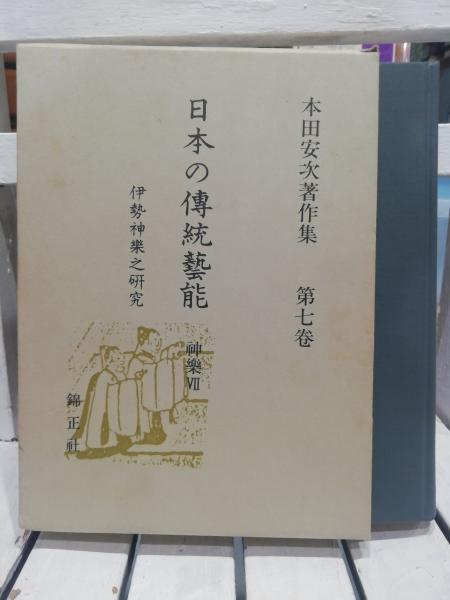 本田安次著作集 第七卷
日本の傳統藝能
神樂Ⅶ
伊勢神樂之研究
錦正社